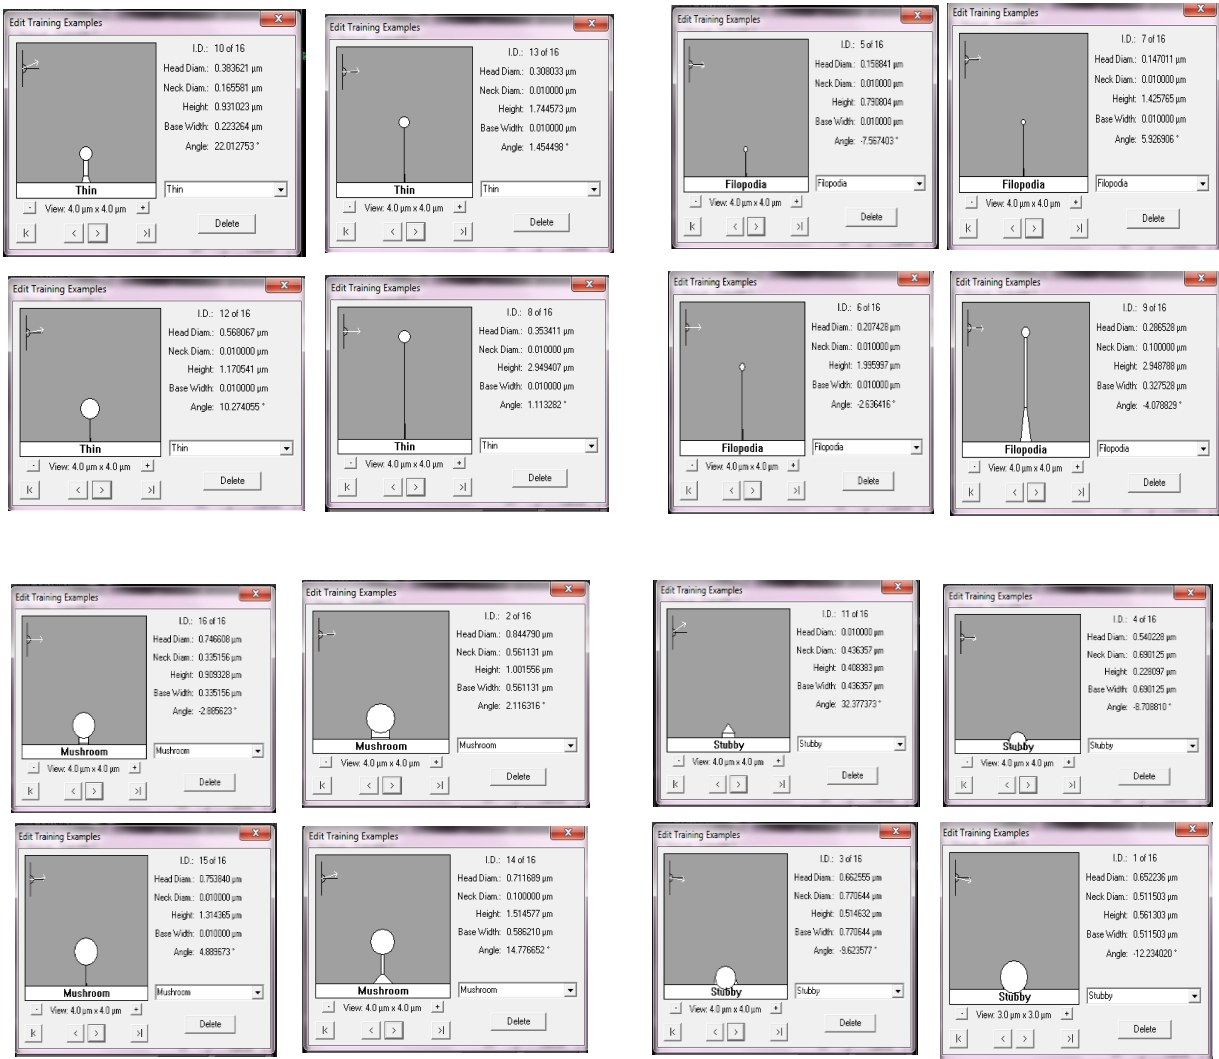 Edit Training Examples
X
I.D.: 10 of 16
Head Diam.: 0.383621 µm
Neck Diam.: 0.165581 µm
Height: 0.931023 µm
Base Width: 0.223264 µm
Angle: 22.012753 °
Thin
Thin
- View: 4.0 µm x 4.0 µm +
Delete
|< < > >|
Edit Training Examples
X
I.D.: 13 of 16
Head Diam.: 0.308033 µm
Neck Diam.: 0.010000 µm
Height: 1.744573 µm
Base Width: 0.010000 µm
Angle: 1.454498 °
Thin
Thin
- View: 4.0 µm x 4.0 µm +
Delete
|< < > >|
Edit Training Examples
X
I.D.: 5 of 16
Head Diam.: 0.158841 µm
Neck Diam.: 0.010000 µm
Height: 0.790804 µm
Base Width: 0.010000 µm
Angle: -7.567403 °
Filopodia
Filopodia
- View: 4.0 µm x 4.0 µm +
Delete
|< < > >|
Edit Training Examples
X
I.D.: 7 of 16
Head Diam.: 0.147011 µm
Neck Diam.: 0.010000 µm
Height: 1.425765 µm
Base Width: 0.010000 µm
Angle: 5.926906 °
Filopodia
Filopodia
- View: 4.0 µm x 4.0 µm +
Delete
|< < > >|
Edit Training Examples
X
I.D.: 12 of 16
Head Diam.: 0.568067 µm
Neck Diam.: 0.010000 µm
Height: 1.170541 µm
Base Width: 0.010000 µm
Angle: 10.274055 °
Thin
Thin
- View: 4.0 µm x 4.0 µm +
Delete
|< < > >|
Edit Training Examples
X
I.D.: 8 of 16
Head Diam.: 0.353411 µm
Neck Diam.: 0.010000 µm
Height: 2.949407 µm
Base Width: 0.010000 µm
Angle: 1.113282 °
Thin
Thin
- View: 4.0 µm x 4.0 µm +
Delete
|< < > >|
Edit Training Examples
X
I.D.: 6 of 16
Head Diam.: 0.207428 µm
Neck Diam.: 0.010000 µm
Height: 1.995997 µm
Base Width: 0.010000 µm
Angle: -2.636416 °
Filopodia
Filopodia
- View: 4.0 µm x 4.0 µm +
Delete
|< < > >|
Edit Training Examples
X
I.D.: 9 of 16
Head Diam.: 0.286528 µm
Neck Diam.: 0.100000 µm
Height: 2.948788 µm
Base Width: 0.327528 µm
Angle: -4.078829 °
Filopodia
Filopodia
- View: 4.0 µm x 4.0 µm +
Delete
|< < > >|
Edit Training Examples
X
I.D.: 16 of 16
Head Diam.: 0.746608 µm
Neck Diam.: 0.335156 µm
Height: 0.909328 µm
Base Width: 0.335156 µm
Angle: -2.885623 °
Mushroom
Mushroom
- View: 4.0 µm x 4.0 µm +
Delete
|< < > >|
Edit Training Examples
X
I.D.: 2 of 16
Head Diam.: 0.844790 µm
Neck Diam.: 0.561131 µm
Height: 1.001556 µm
Base Width: 0.561131 µm
Angle: 2.116316 °
Mushroom
Mushroom
- View: 4.0 µm x 4.0 µm +
Delete
|< < > >|
Edit Training Examples
X
I.D.: 11 of 16
Head Diam.: 0.010000 µm
Neck Diam.: 0.436357 µm
Height: 0.408383 µm
Base Width: 0.436357 µm
Angle: 32.377373 °
Stubby
Stubby
- View: 4.0 µm x 4.0 µm +
Delete
|< < > >|
Edit Training Examples
X
I.D.: 4 of 16
Head Diam.: 0.540228 µm
Neck Diam.: 0.690125 µm
Height: 0.228097 µm
Base Width: 0.690125 µm
Angle: -8.708810 °
Stubby
Stubby
- View: 4.0 µm x 4.0 µm +
Delete
|< < > >|
Edit Training Examples
X
I.D.: 15 of 16
Head Diam.: 0.753840 µm
Neck Diam.: 0.010000 µm
Height: 1.314365 µm
Base Width: 0.010000 µm
Angle: 4.889673 °
Mushroom
Mushroom
- View: 4.0 µm x 4.0 µm +
Delete
|< < > >|
Edit Training Examples
X
I.D.: 14 of 16
Head Diam.: 0.711689 µm
Neck Diam.: 0.100000 µm
Height: 1.514577 µm
Base Width: 0.586210 µm
Angle: 14.776652 °
Mushroom
Mushroom
- View: 4.0 µm x 4.0 µm +
Delete
|< < > >|
Edit Training Examples
X
I.D.: 3 of 16
Head Diam.: 0.662555 µm
Neck Diam.: 0.770644 µm
Height: 0.514632 µm
Base Width: 0.770644 µm
Angle: -9.623577 °
Stubby
Stubby
- View: 4.0 µm x 4.0 µm +
Delete
|< < > >|
Edit Training Examples
X
I.D.: 1 of 16
Head Diam.: 0.652236 µm
Neck Diam.: 0.511503 µm
Height: 0.561303 µm
Base Width: 0.511503 µm
Angle: -12.234020 °
Stubby
Stubby
- View: 3.0 µm x 3.0 µm +
Delete
|< < > >|